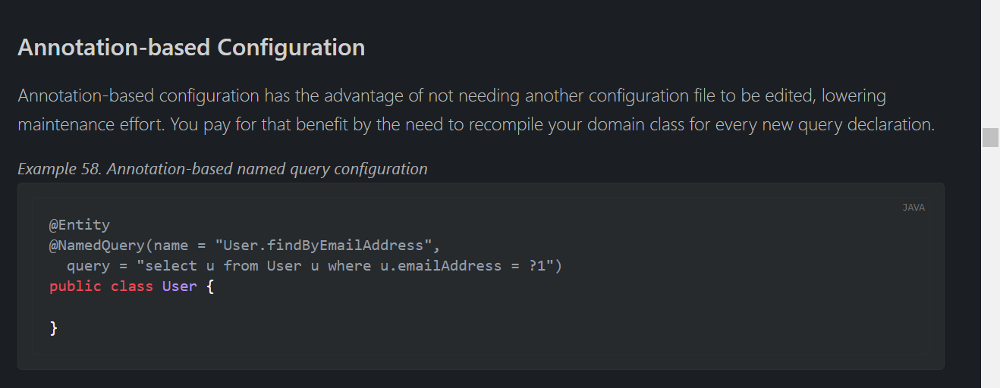 Annotation-based Configuration
Annotation-based configuration has the advantage of not needing another configuration file to be edited, lowering
maintenance effort. You pay for that benefit by the need to recompile your domain class for every new query declaration.
Example 58. Annotation-based named query configuration
JAVA
@Entity
@NamedQuery(name = "User.findByEmailAddress",
  query = "select u from User u where u.emailAddress = ?1")
public class User {
}